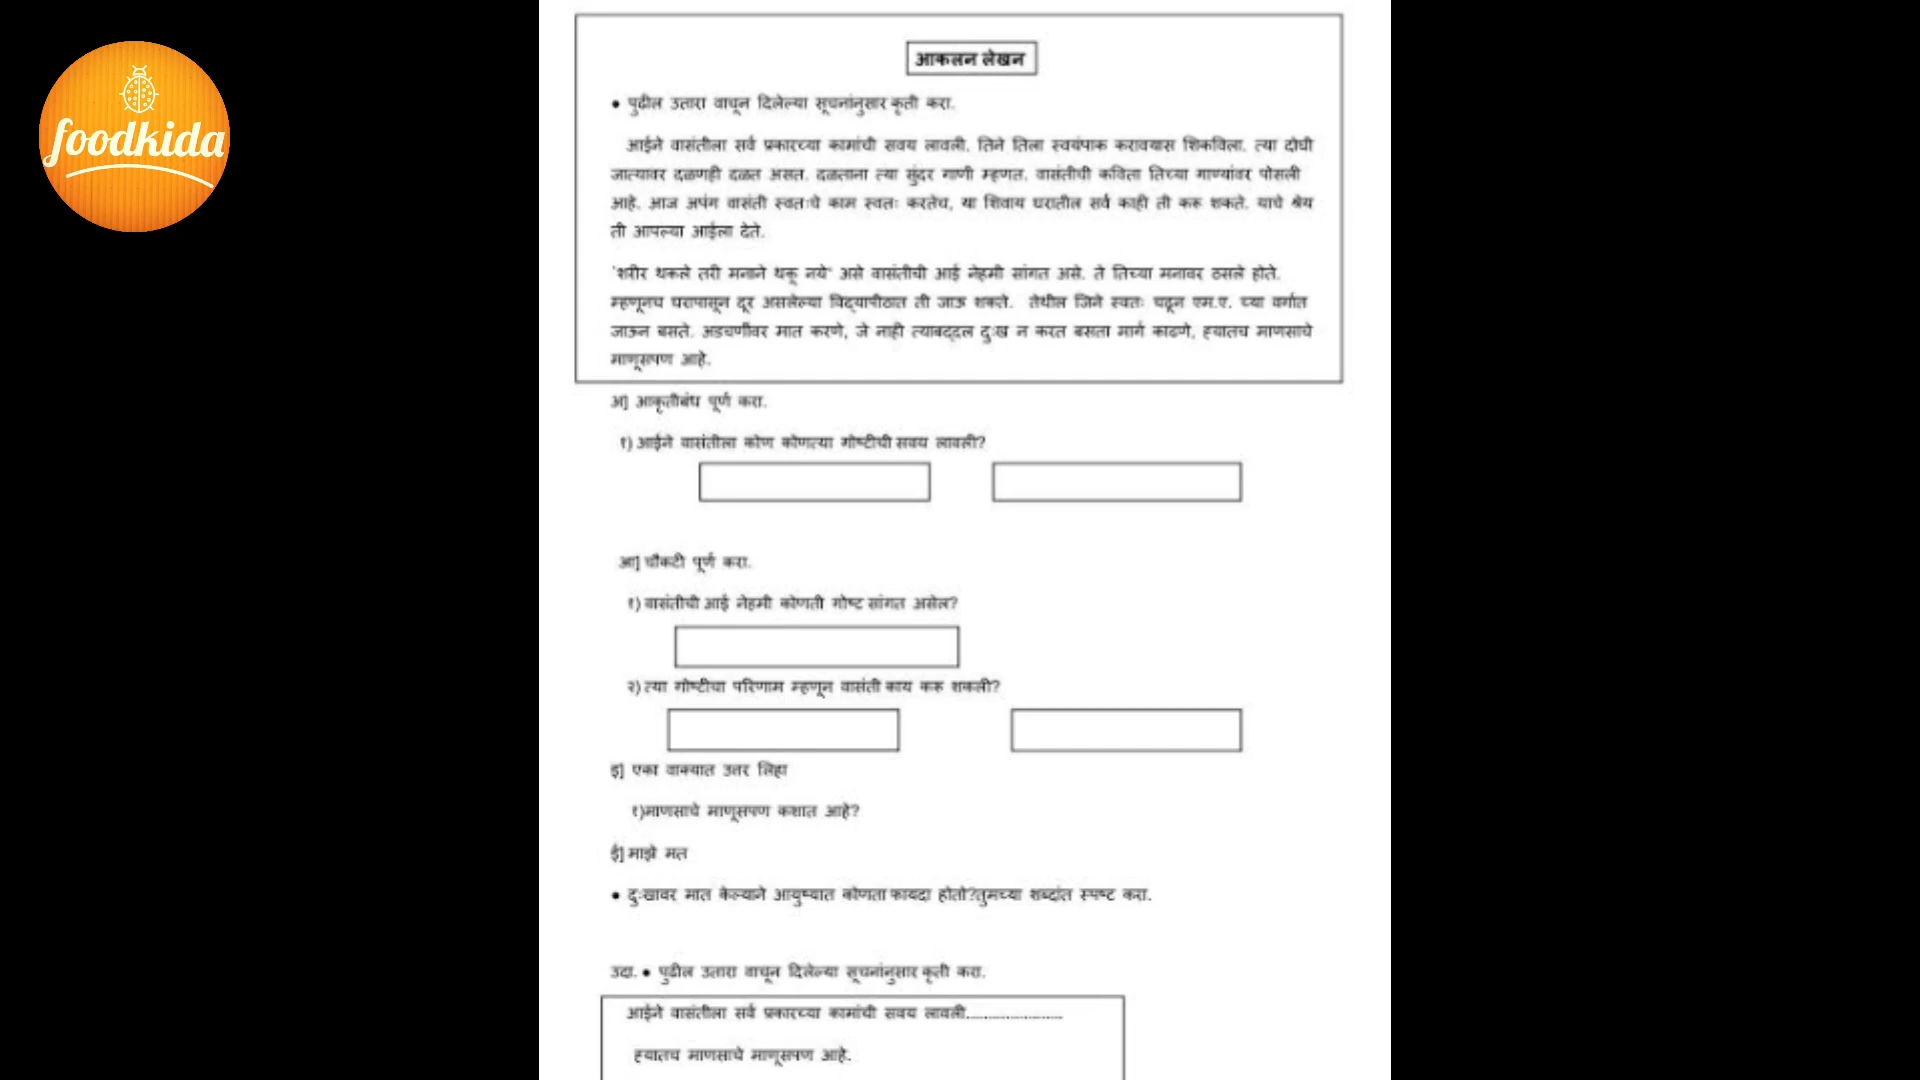 foodkida
आकलन लेखन
• पुढील उतारा वाचून दिलेल्या सूचनांनुसार कृती करा.
आईने वासंतीला सर्व प्रकारच्या कामांची सवय लावली. तिने तिला स्वयंपाक करावयास शिकविला. त्या दोघी
जात्यावर दळणही दळत असत. दळताना त्या सुंदर गाणी म्हणत. वासंतीची कविता तिच्या गाण्यांवर पोसली
आहे. आज अपंग वासंती स्वतःचे काम स्वतः करतेच, या शिवाय घरातील सर्व काही ती करू शकते. याचे श्रेय
ती आपल्या आईला देते.
`शरीर थकले तरी मनाने थकू नये" असे वासंतीची आई नेहमी सांगत असे. ते तिच्या मनावर ठसले होते.
म्हणूनच घरापासून दूर असलेल्या विद्‌यापीठात ती जाऊ शकते. तेथील जिने स्वतः चढून एम.ए. च्या वर्गात
जाऊन बसते. अडचणींवर मात करणे, जे नाही त्याबद्‌दल दुःख न करत बसता मार्ग काढणे, ह्यातच माणसाचे
माणूसपण आहे.
अ] आकृतीबंध पूर्ण करा.
१) आईने वासंतीला कोण कोणत्या गोष्टीची सवय लावली?
आ] चौकटी पूर्ण करा.
१) वासंतीची आई नेहमी कोणती गोष्ट सांगत असेल?
२) त्या गोष्टीचा परिणाम म्हणून वासंती काय करू शकली?
इ] एका वाक्यात उत्तर लिहा
१)माणसाचे माणूसपण कशात आहे?
ई] माझे मत
• दुःखावर मात केल्याने आयुष्यात कोणता फायदा होतो?तुमच्या शब्दांत स्पष्ट करा.
उदा. • पुढील उतारा वाचून दिलेल्या सूचनांनुसार कृती करा.
आईने वासंतीला सर्व प्रकारच्या कामांची सवय लावली........................
ह्यातच माणसाचे माणूसपण आहे.